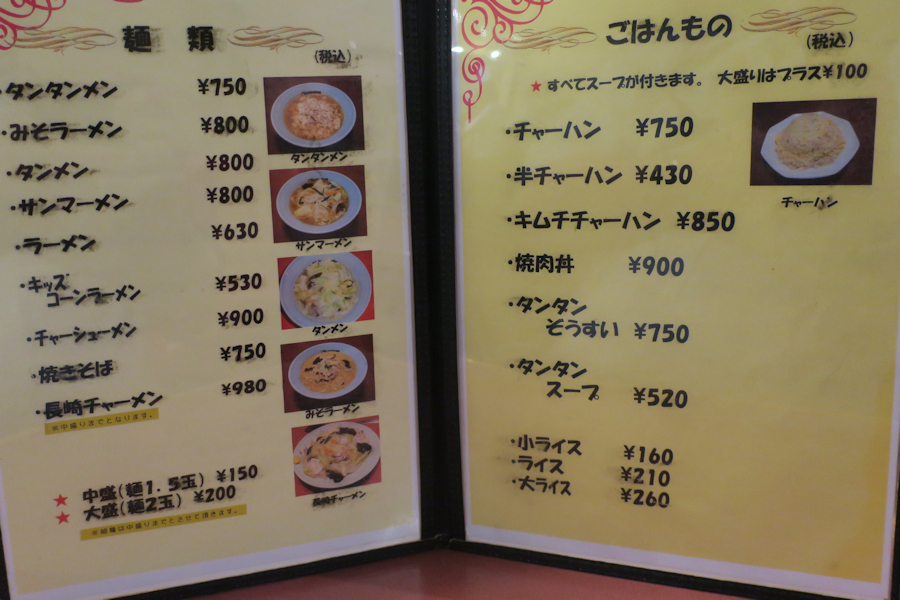 麺 類
(税込)
・タンタンメン ¥750
・みそラーメン ¥800
・タンメン ¥800
・サンマーメン ¥800
・ラーメン ¥630
・キッズ
コーンラーメン ¥530
・チャーシューメン ¥900
・焼きそば ¥750
・長崎チャーメン ¥980
※中盛りまでとなります。
★ 中盛(麺1.5玉) ¥150
★ 大盛(麺2玉) ¥200
タンタンメン
サンマーメン
タンメン
みそラーメン
長崎チャーメン
ごはんもの
(税込)
★すべてスープが付きます。 大盛りはプラス¥100
・チャーハン ¥750
・半チャーハン ¥430
・キムチチャーハン ¥850
・焼肉丼 ¥900
・タンタン
ぞうすい ¥750
・タンタン
スープ ¥520
・小ライス ¥160
・ライス ¥210
・大ライス ¥260
チャーハン